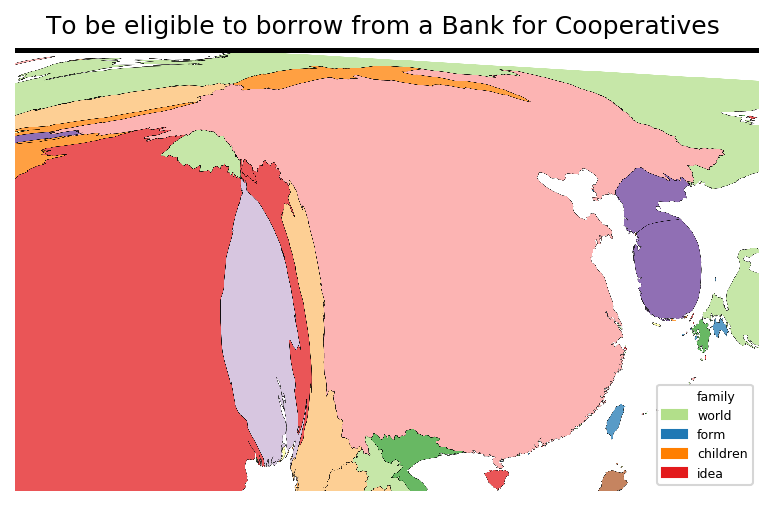 To be eligible to borrow from a Bank for Cooperatives
family
world
form
children
idea